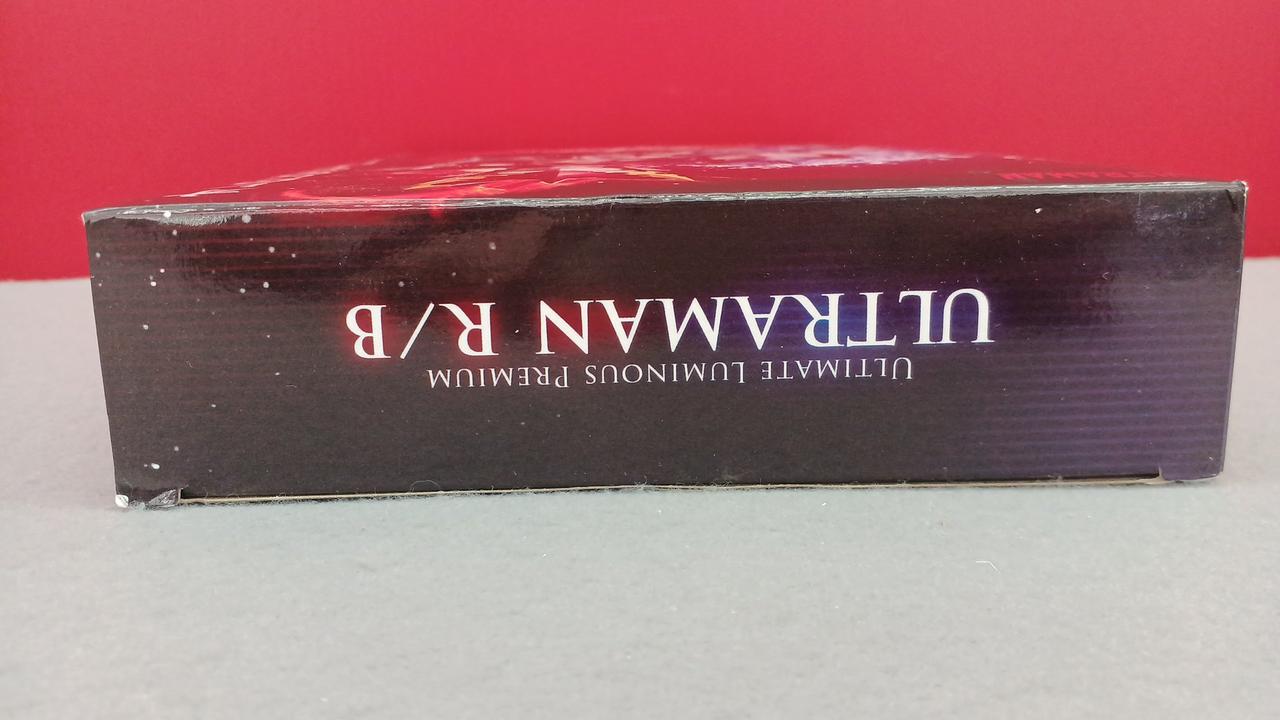 ULTIMATE LUMINOUS PREMIUM
ULTRAMAN R/B